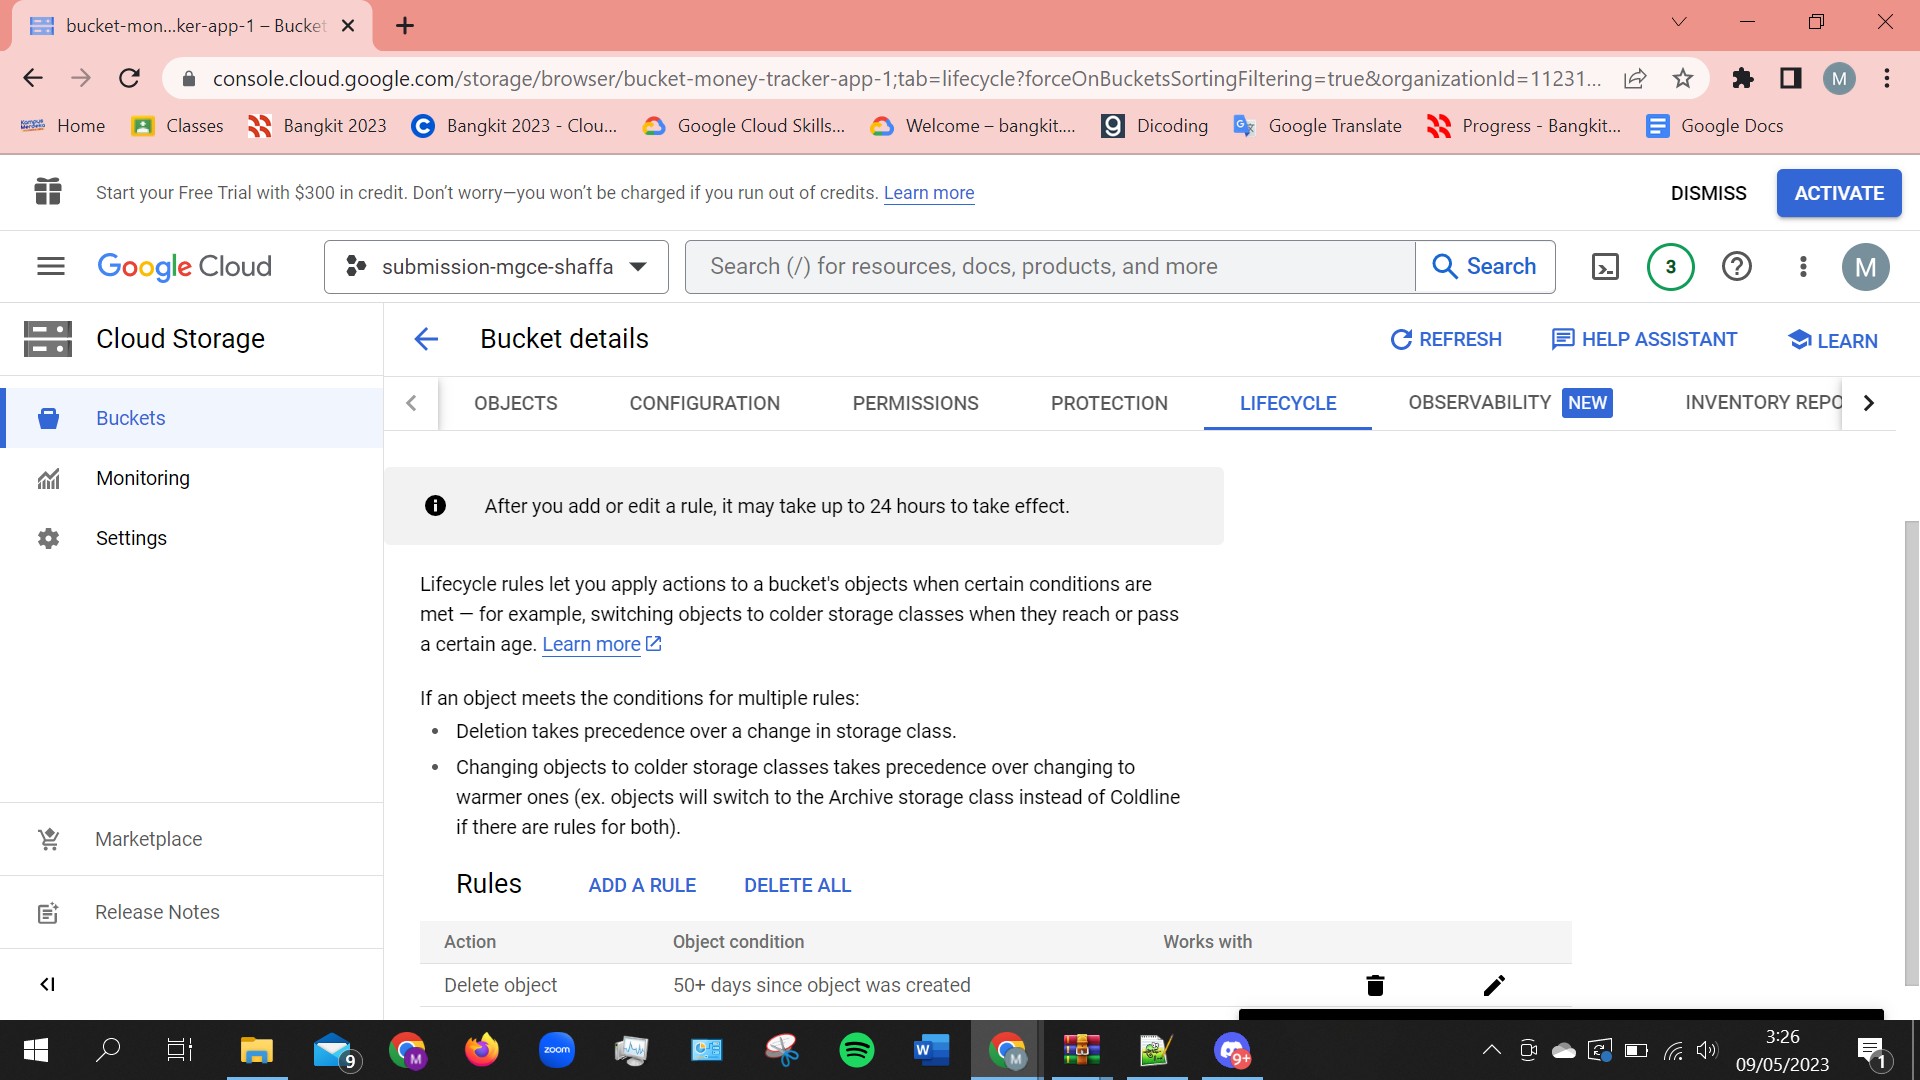 bucket-mon...ker-app-1 – Bucket
console.cloud.google.com/storage/browser/bucket-money-tracker-app-1;tab=lifecycle?forceOnBucketsSortingFiltering=true&organizationId=11231...
M
Home
Classes
Bangkit 2023
Bangkit 2023 - Clou...
Google Cloud Skills...
Welcome – bangkit....
Dicoding
Google Translate
Progress - Bangkit...
Google Docs
Start your Free Trial with $300 in credit. Don't worry—you won't be charged if you run out of credits. Learn more
DISMISS
ACTIVATE
Google Cloud
submission-mgce-shaffa
Search (/) for resources, docs, products, and more
Search
3
M
Cloud Storage
Bucket details
REFRESH
HELP ASSISTANT
LEARN
OBJECTS
CONFIGURATION
PERMISSIONS
PROTECTION
LIFECYCLE
OBSERVABILITY NEW
INVENTORY REPO
Buckets
Monitoring
Settings
Marketplace
Release Notes
After you add or edit a rule, it may take up to 24 hours to take effect.
Lifecycle rules let you apply actions to a bucket's objects when certain conditions are
met — for example, switching objects to colder storage classes when they reach or pass
a certain age. Learn more
If an object meets the conditions for multiple rules:
• Deletion takes precedence over a change in storage class.
• Changing objects to colder storage classes takes precedence over changing to
warmer ones (ex. objects will switch to the Archive storage class instead of Coldline
if there are rules for both).
Rules
ADD A RULE
DELETE ALL
Action
Object condition
Works with
Delete object
50+ days since object was created
9
M
zoom
W
M
9+
3:26
09/05/2023
1